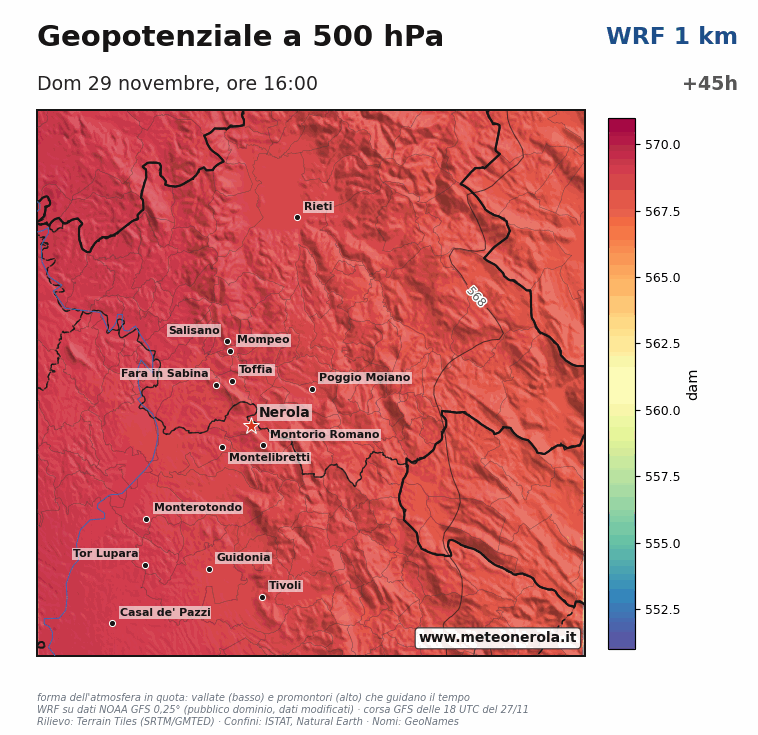 Geopotenziale a 500 hPa
WRF 1 km
Dom 29 novembre, ore 16:00
+45h
Rieti
568
Salisano
Mompeo
Toffia
Fara in Sabina
Poggio Moiano
Nerola
Montorio Romano
Montelibretti
Monterotondo
Tor Lupara
Guidonia
Tivoli
Casal de' Pazzi
www.meteonerola.it
570.0
567.5
565.0
562.5
560.0
557.5
555.0
552.5
dam
forma dell'atmosfera in quota: vallate (basso) e promontori (alto) che guidano il tempo
WRF su dati NOAA GFS 0,25° (pubblico dominio, dati modificati) · corsa GFS delle 18 UTC del 27/11
Rilievo: Terrain Tiles (SRTM/GMTED) · Confini: ISTAT, Natural Earth · Nomi: GeoNames